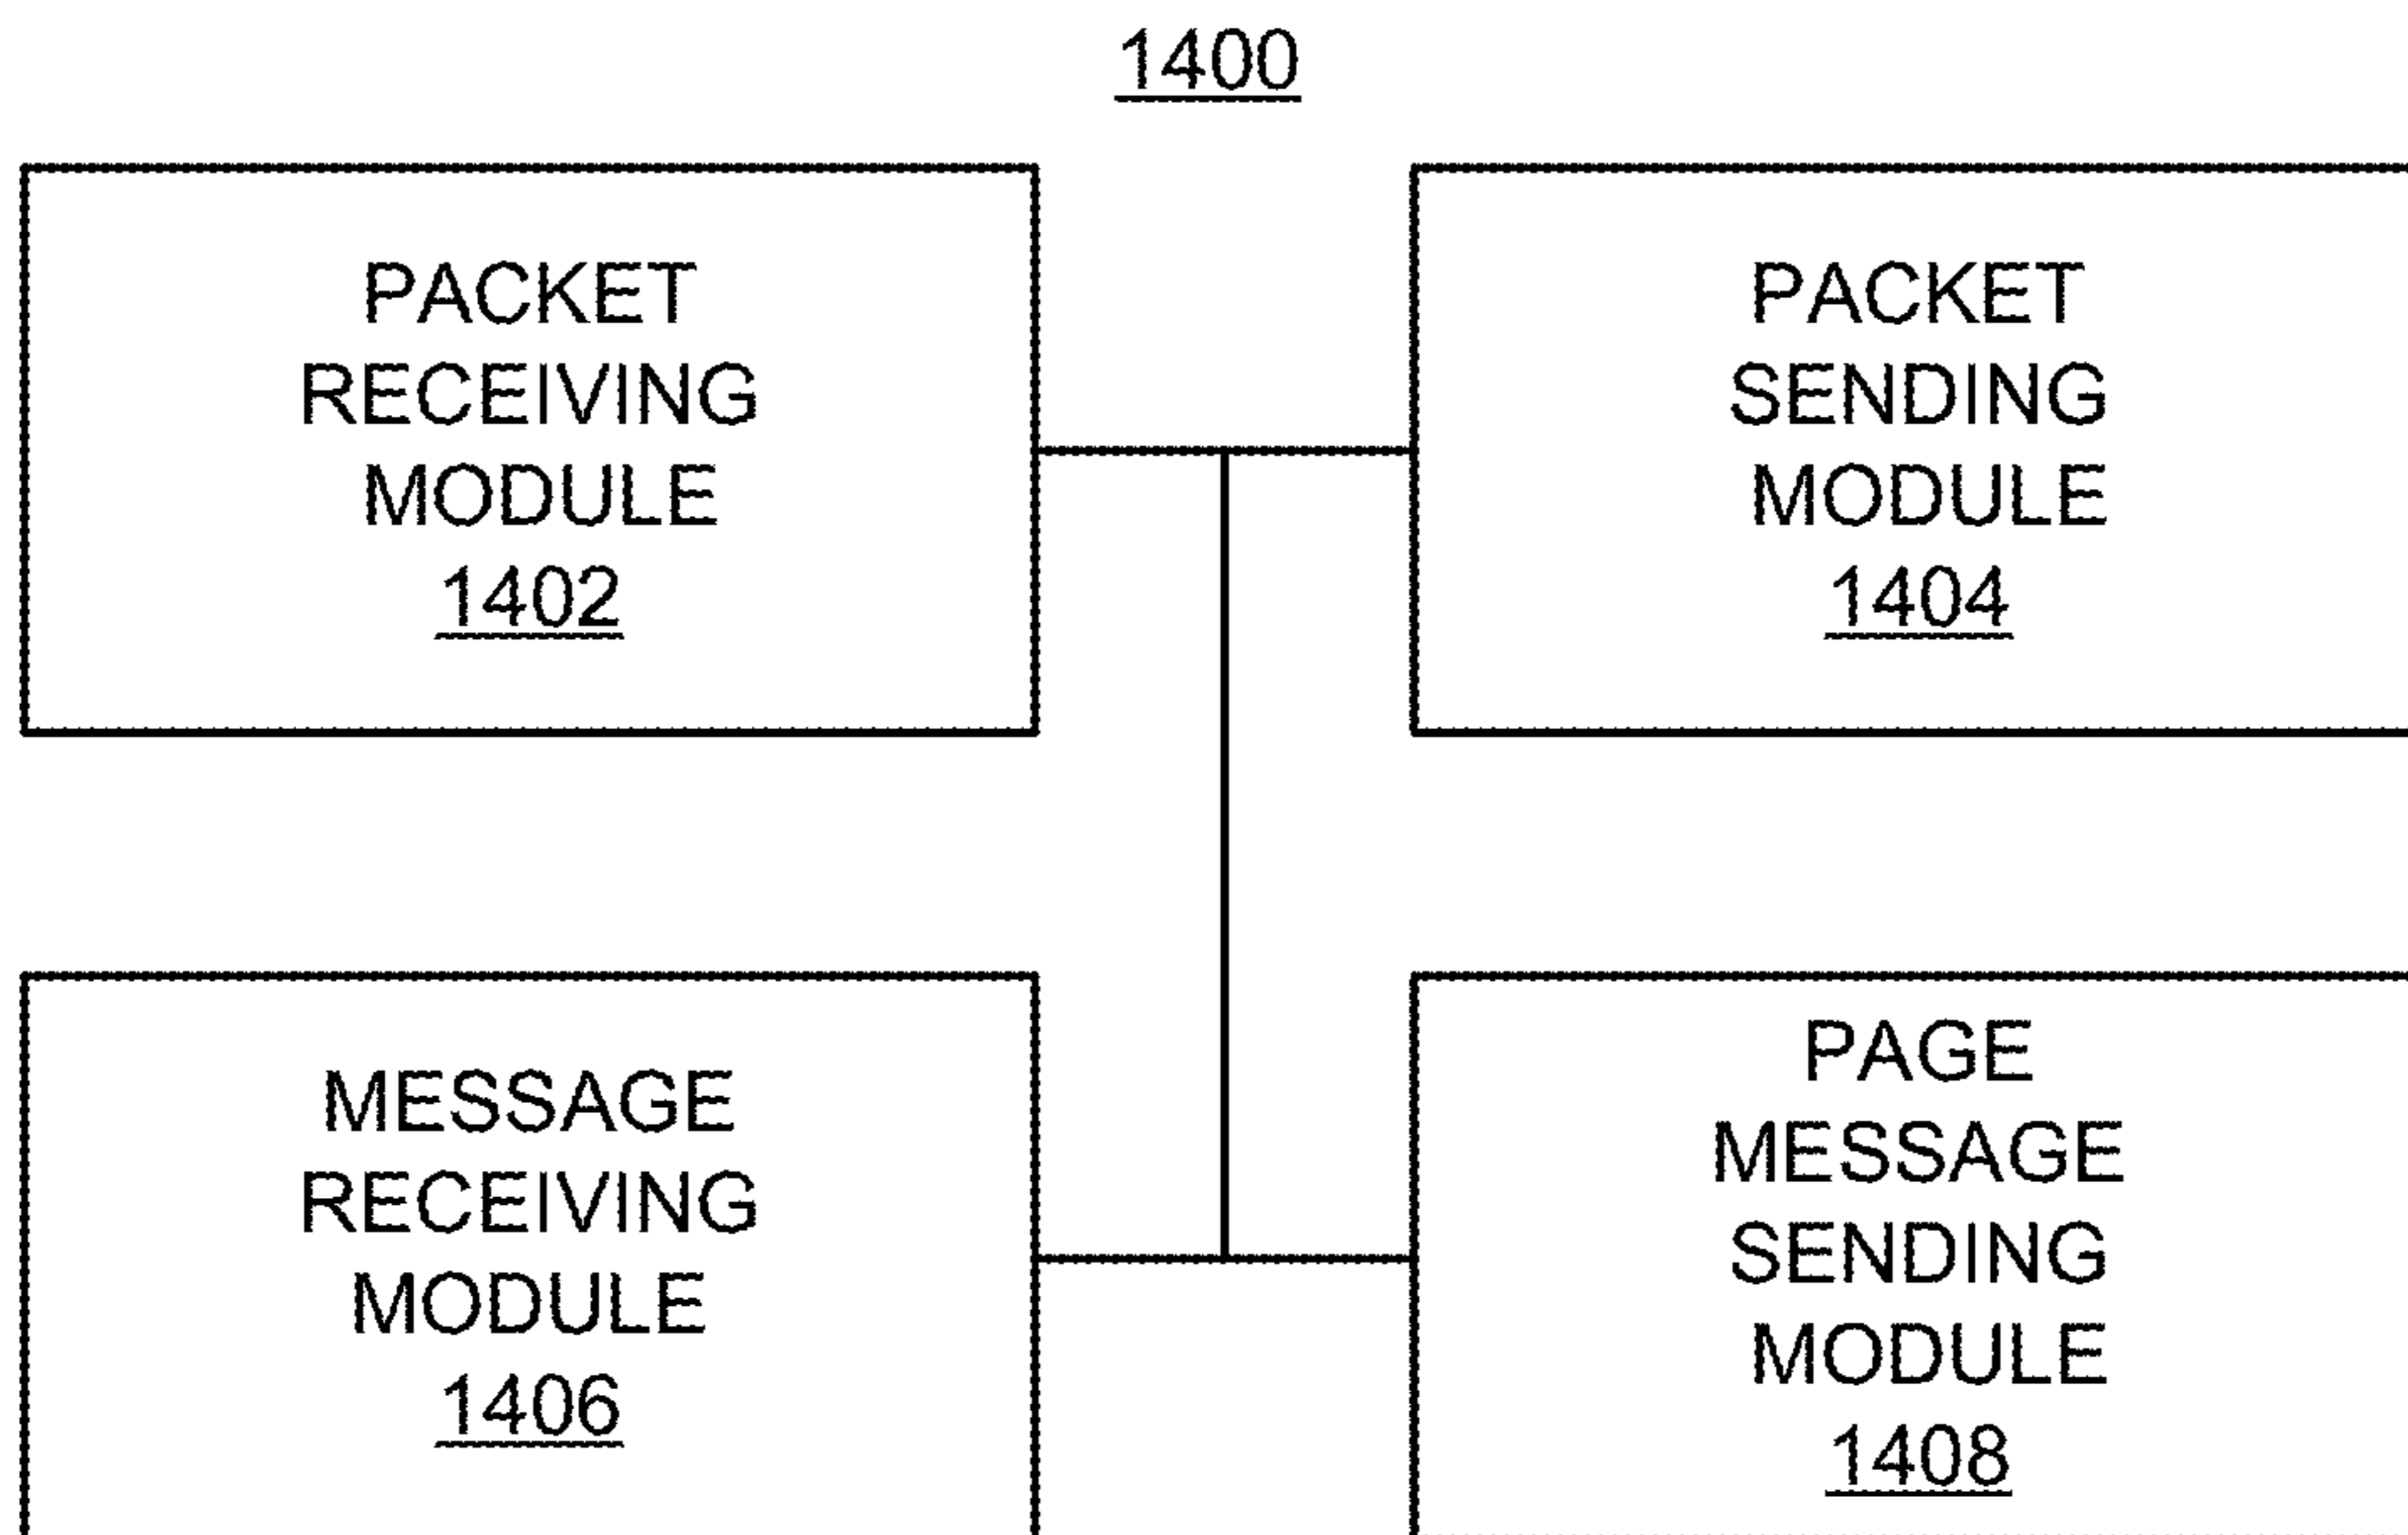 1400
PACKET
RECEIVING
MODULE
1402
PACKET
SENDING
MODULE
1404
MESSAGE
RECEIVING
MODULE
1406
PAGE
MESSAGE
SENDING
MODULE
1408